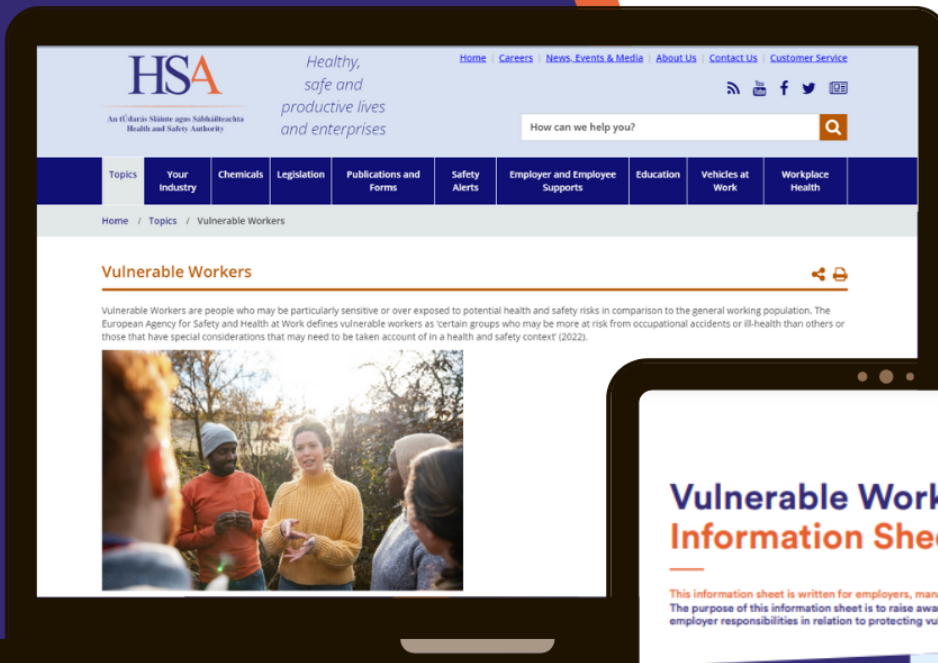 HSA
An tÚdarás Sláinte agus Sábháilteachta
Health and Safety Authority
Healthy,
safe and
productive lives
and enterprises
Home | Careers | News, Events & Media | About Us | Contact Us | Customer Service
You Tube
How can we help you?
Topics
Your Industry
Chemicals
Legislation
Publications and Forms
Safety Alerts
Employer and Employee Supports
Education
Vehicles at Work
Workplace Health
Home / Topics / Vulnerable Workers
Vulnerable Workers
Vulnerable Workers are people who may be particularly sensitive or over exposed to potential health and safety risks in comparison to the general working population. The
European Agency for Safety and Health at Work defines vulnerable workers as 'certain groups who may be more at risk from occupational accidents or ill-health than others or
those that have special considerations that may need to be taken account of in a health and safety context' (2022).
Vulnerable Work
Information Shee
This information sheet is written for employers, man
The purpose of this information sheet is to raise awa
employer responsibilities in relation to protecting vu